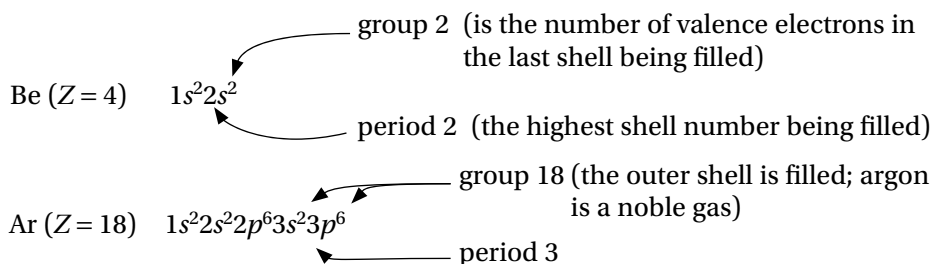 group 2 (is the number of valence electrons in
the last shell being filled)
Be (Z = 4) 1s²2s²
period 2 (the highest shell number being filled)
group 18 (the outer shell is filled; argon
is a noble gas)
Ar (Z = 18) 1s²2s²2p⁶3s²3p⁶
period 3